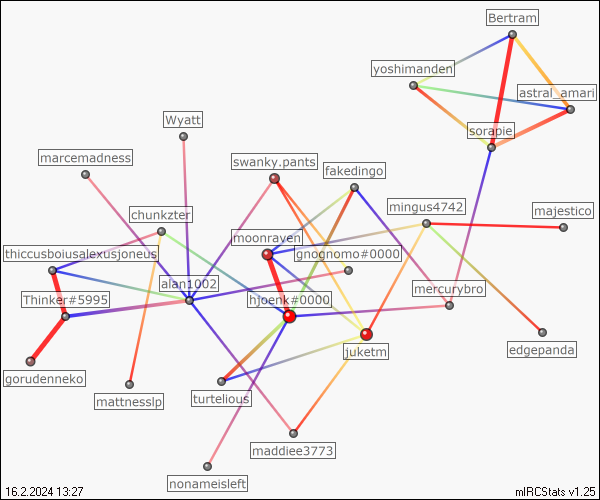 Bertram
yoshimanden
astral_amari
Wyatt
sorapie
marcemadness
swanky.pants
fakedingo
mingus4742
majestico
chunkzter
moonraven
thiccusboiusalexusjoneus
gnognomo#0000
alan1002
mercurybro
Thinker#5995
hjoenk#0000
juketm
edgepanda
gorudenneko
mattnesslp
turtelious
maddiee3773
nonameisleft
16.2.2024 13:27
mIRCStats v1.25